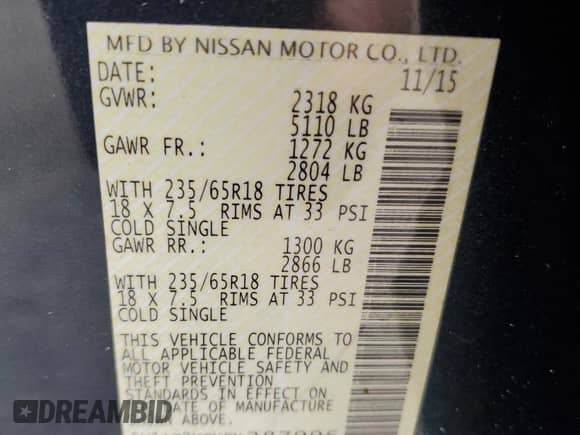 MFD BY NISSAN MOTOR CO., LTD.
DATE: 11/15
GVWR: 2318 KG
5110 LB
GAWR FR.: 1272 KG
2804 LB
WITH 235/65R18 TIRES
18 X 7.5 RIMS AT 33 PSI
COLD SINGLE
GAWR RR.: 1300 KG
2866 LB
WITH 235/65R18 TIRES
18 X 7.5 RIMS AT 33 PSI
COLD SINGLE
THIS VEHICLE CONFORMS TO
ALL APPLICABLE FEDERAL
MOTOR VEHICLE SAFETY AND
THEFT PREVENTION
STANDARDS IN EFFECT ON
DATE OF MANUFACTURE
ABOVE.
DREAMBID